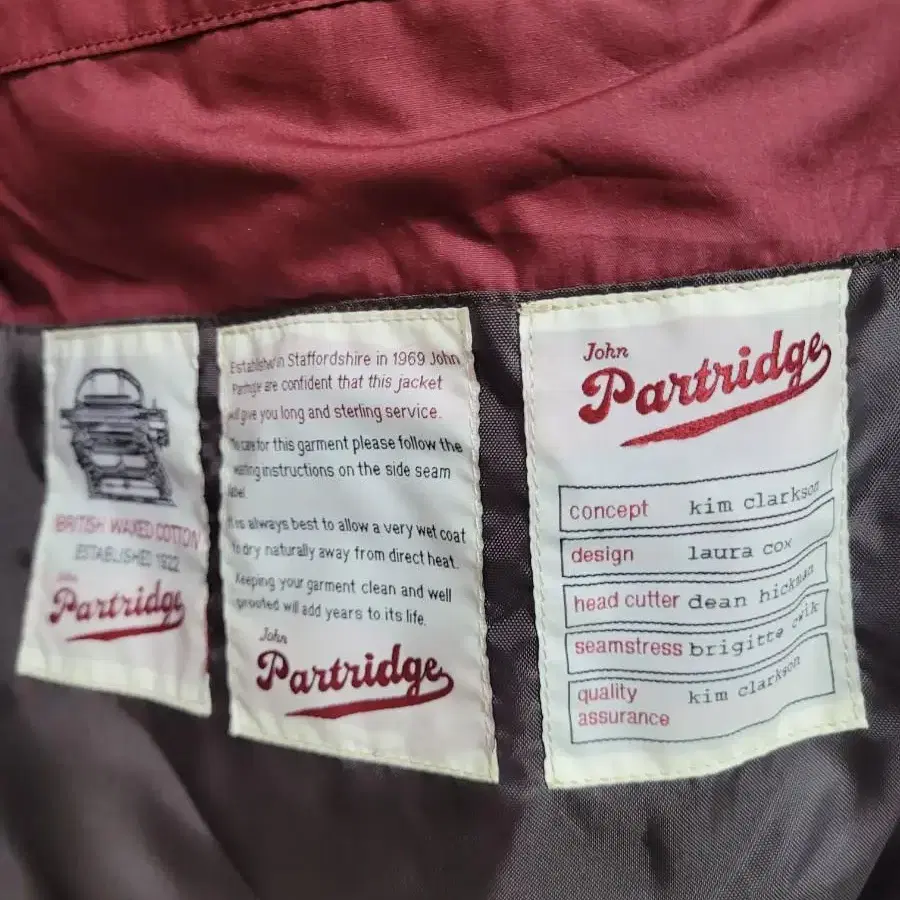 BRITISH WAXED COTTON
ESTABLISHED 1922
John
Partridge
in Staffordshire in 1969 John
Partridge are confident that this jacket
will give you long and sterling service.
To care for this garment please follow the
instructions on the side seam
label.
It is always best to allow a very wet coat
to dry naturally away from direct heat.
Keeping your garment clean and well
proofed will add years to its life.
John
Partridge
John
Partridge
concept kim clarkson
design laura cox
head cutter dean hickman
seamstress brigitte cwik
quality kim clarkson
assurance